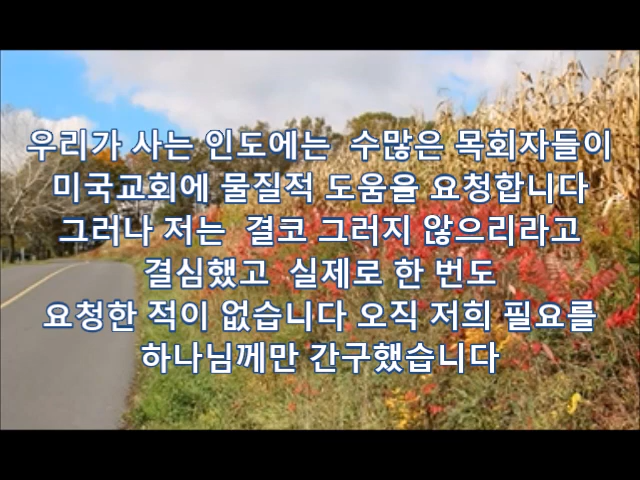 우리가 사는 인도에는 수많은 목회자들이
미국교회에 물질적 도움을 요청합니다
그러나 저는 결코 그러지 않으리라고
결심했고 실제로 한 번도
요청한 적이 없습니다 오직 저희 필요를
하나님께만 간구했습니다